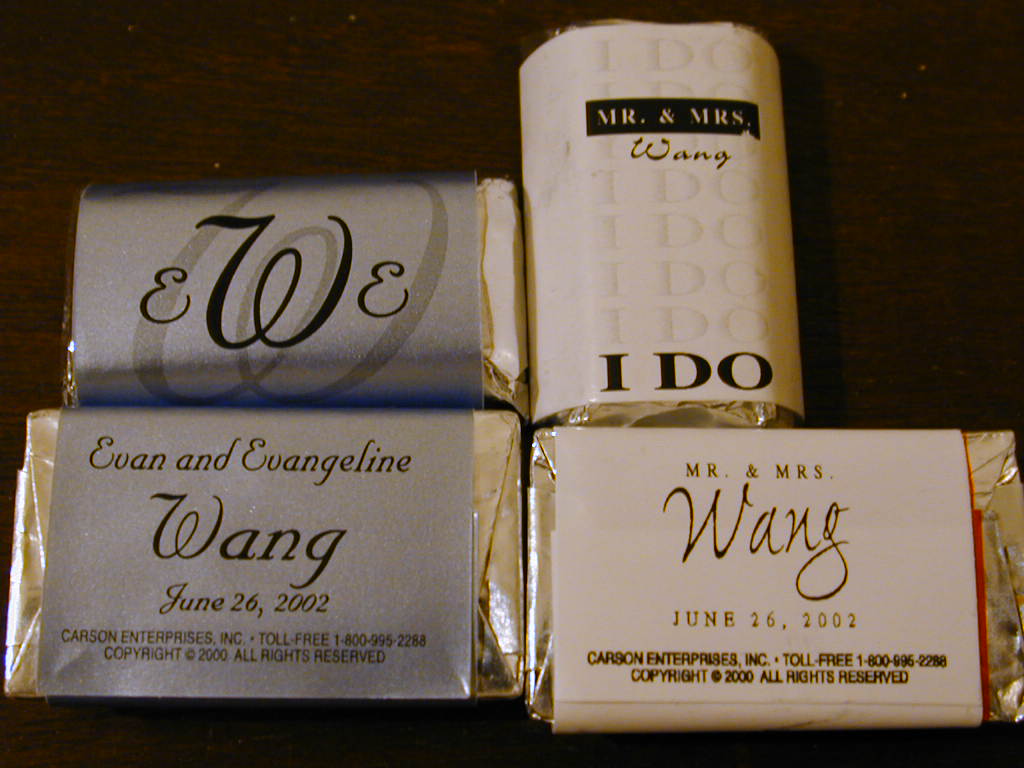 I DO
MR. & MRS.
Wang
I DO
I DO
I DO
I DO
I DO
E W E
Evan and Evangeline
Wang
June 26, 2002
CARSON ENTERPRISES, INC. • TOLL-FREE 1-800-995-2288
COPYRIGHT © 2000 ALL RIGHTS RESERVED
MR. & MRS.
Wang
JUNE 26, 2002
CARSON ENTERPRISES, INC. • TOLL-FREE 1-800-995-2288
COPYRIGHT © 2000 ALL RIGHTS RESERVED